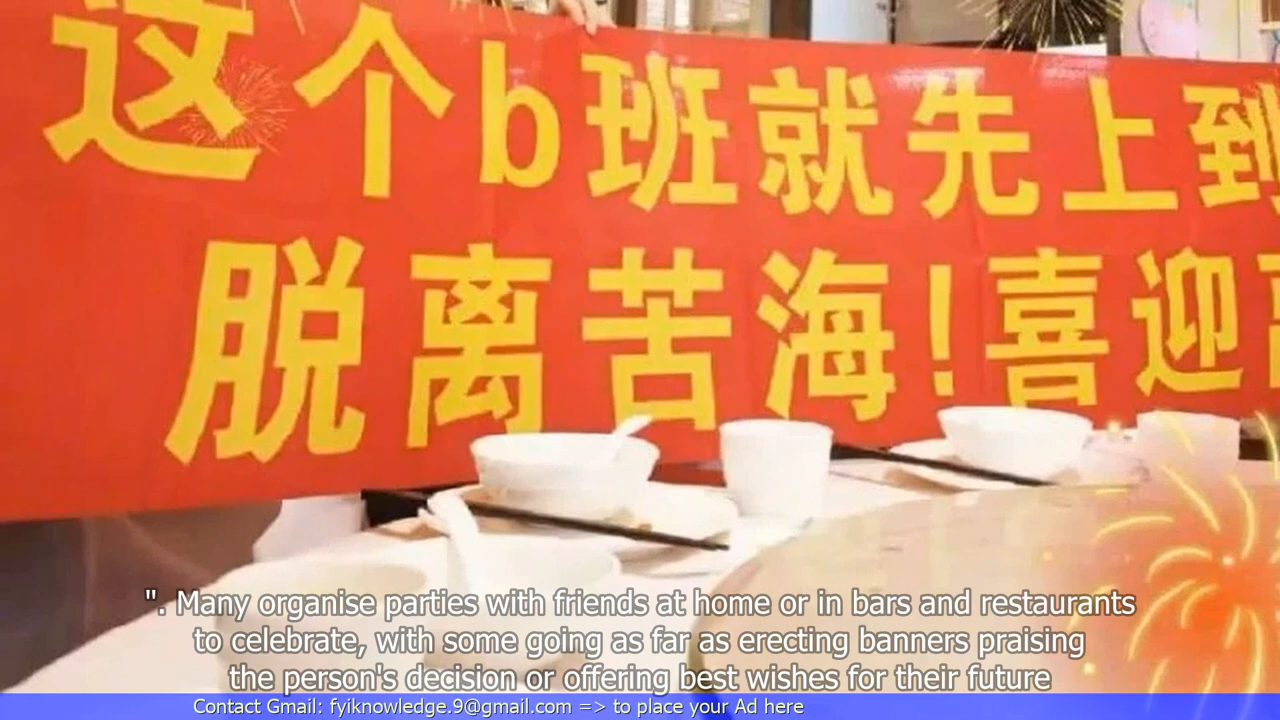 这个b班就先上到
脱离苦海!喜迎
". Many organise parties with friends at home or in bars and restaurants
to celebrate, with some going as far as erecting banners praising
the person's decision or offering best wishes for their future
Contact Gmail: fyiknowledge.9@gmail.com => to place your Ad here